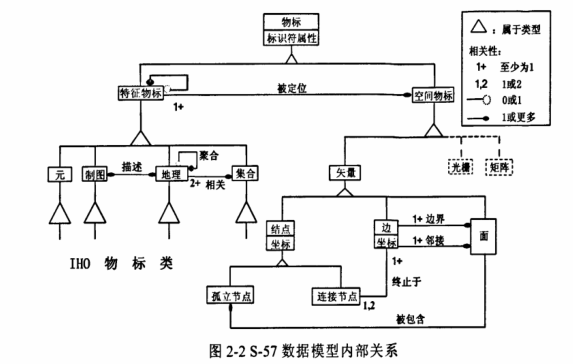 物标
标识符属性
：属于类型
相关性:
1+ 至少为1
1,2 1或2
0或1
1或更多
特征物标
1+
被定位
空间物标
元
制图
描述
地理
聚合
2+ 相关
集合
矢量
光栅
矩阵
IHO 物 标 类
结点
坐标
边
坐标
1+ 边界
1+ 邻接
面
1+
终止于
孤立节点
连接节点
1,2
被包含
图 2-2 S-57 数据模型内部关系